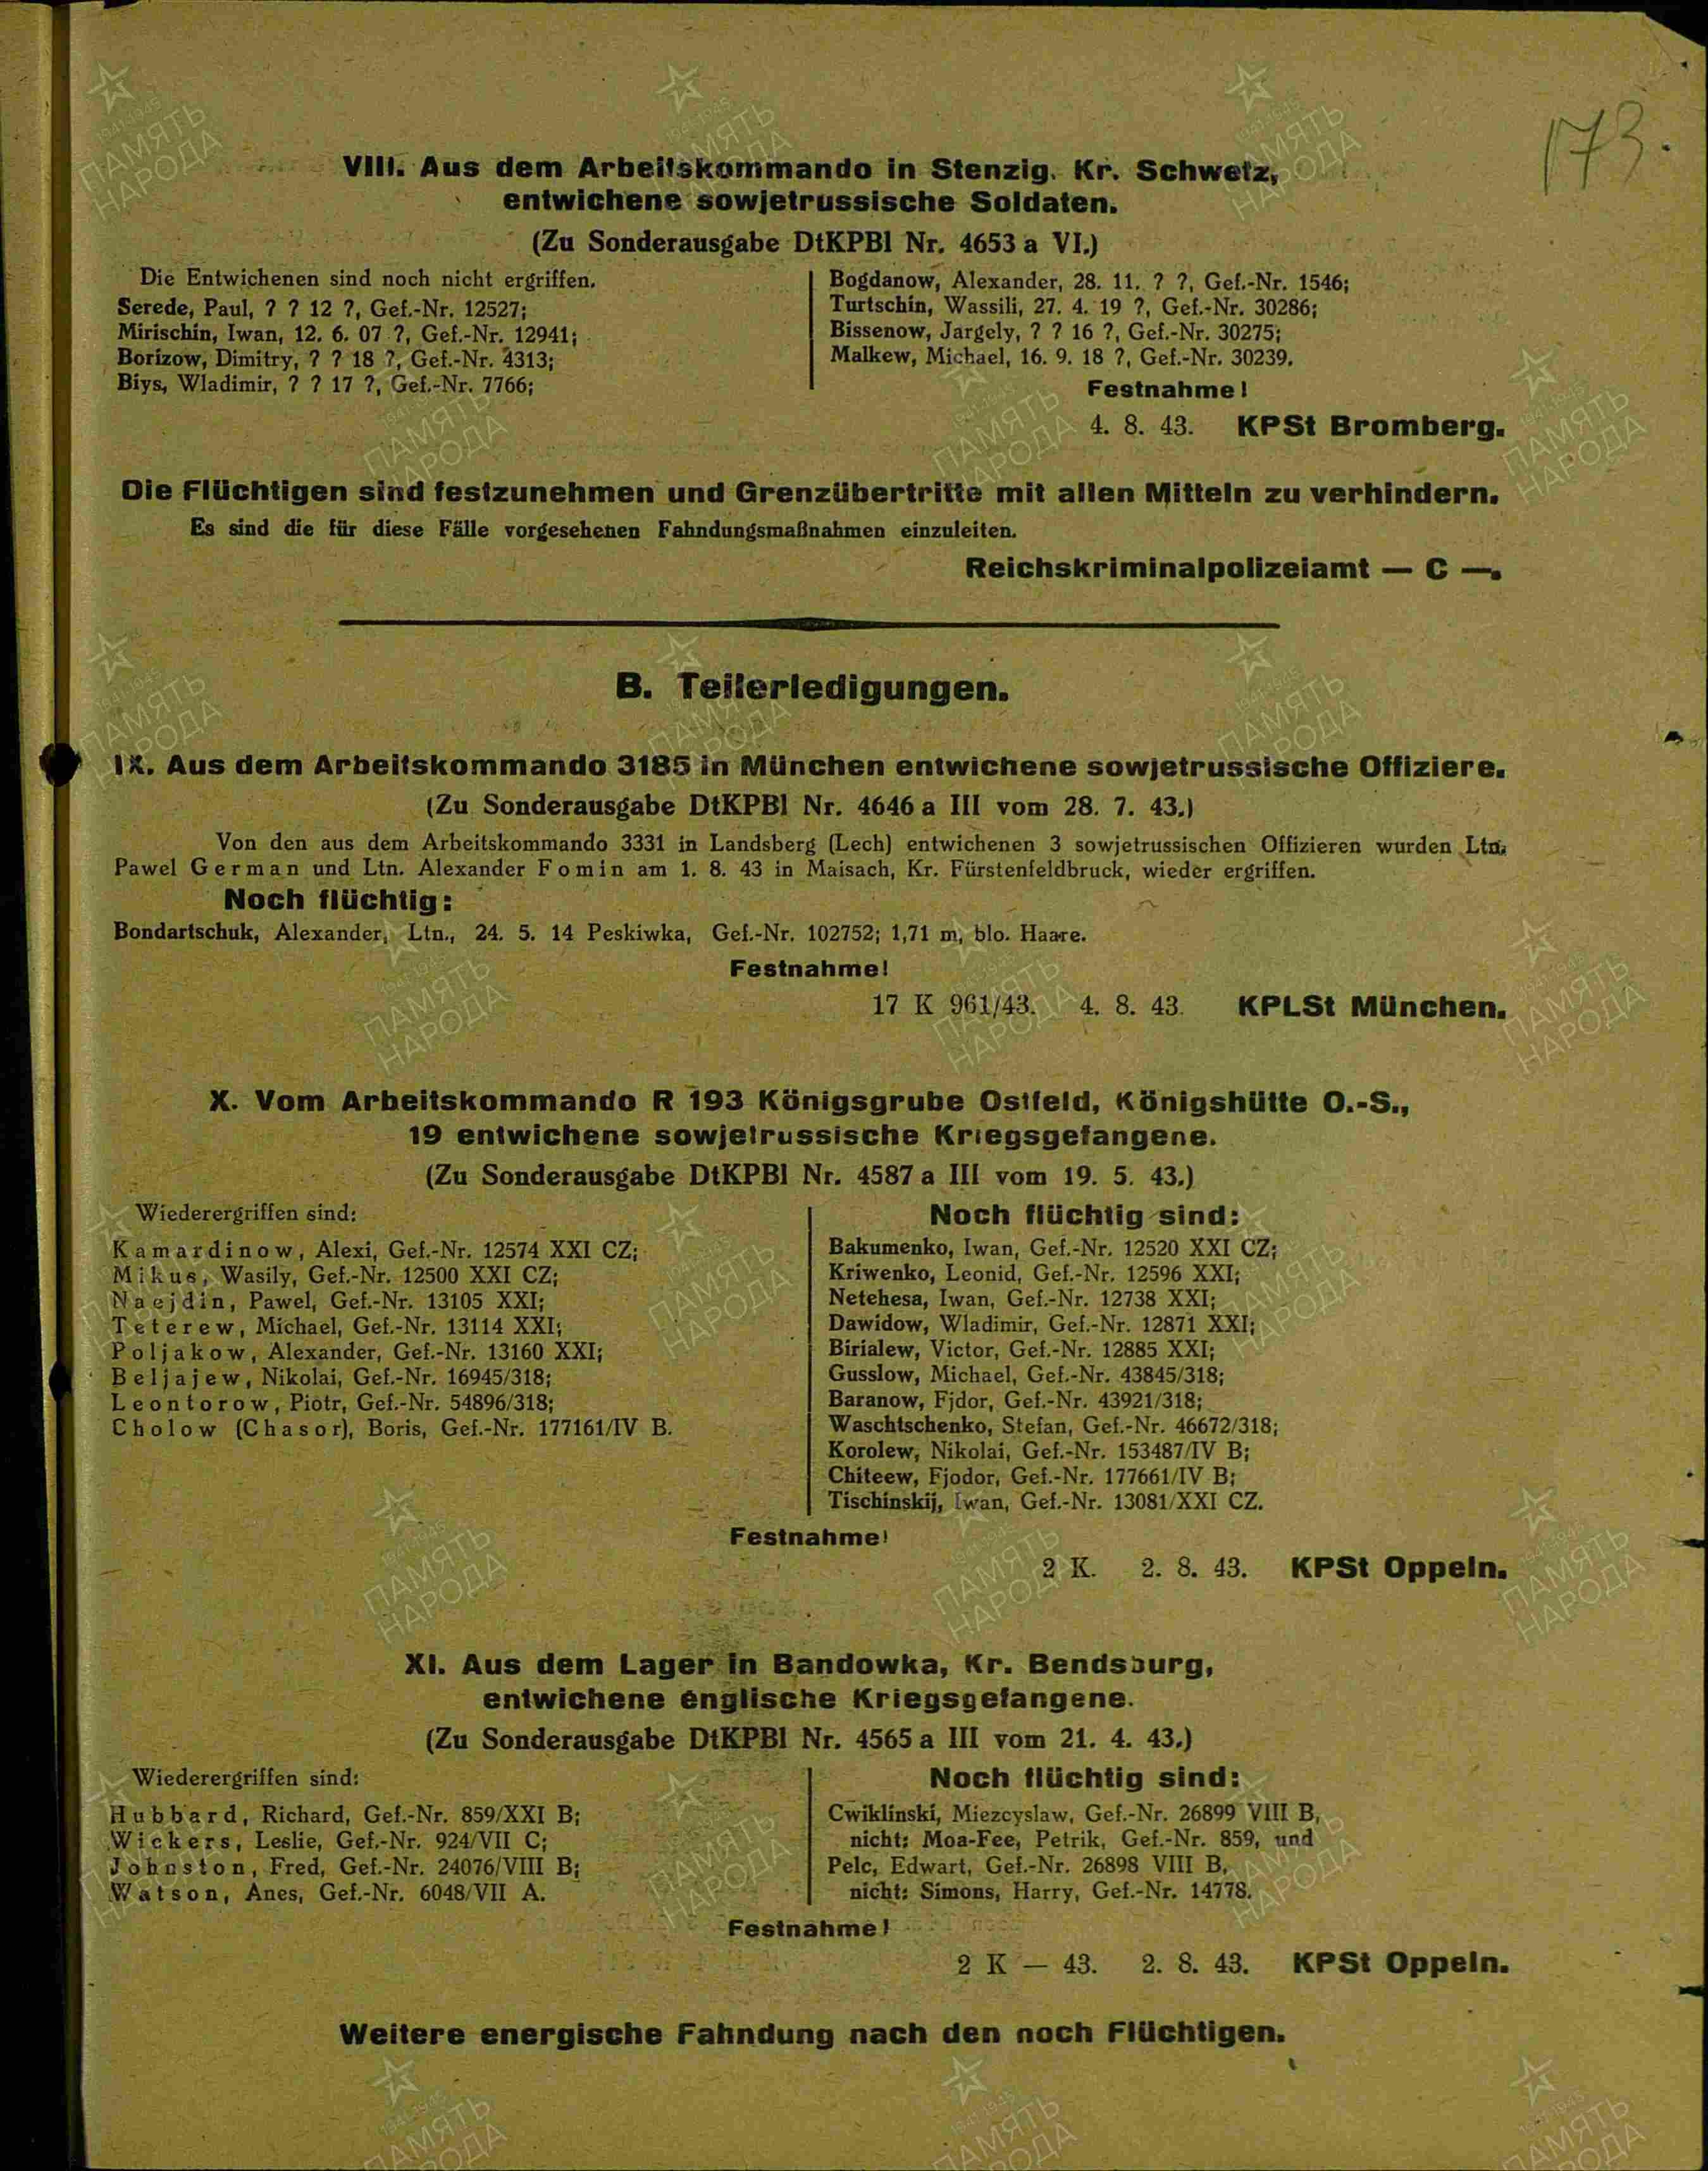 173.
VIII. Aus dem Arbeitskommando in Stenzig, Kr. Schwetz,
entwichene sowjetrussische Soldaten.
(Zu Sonderausgabe DtKPBl Nr. 4653 a VI.)
Die Entwichenen sind noch nicht ergriffen.
Serede, Paul, ? ? 12 ?, Gef.-Nr. 12527;
Mirischin, Iwan, 12. 6. 07 ?, Gef.-Nr. 12941;
Borizow, Dimitry, ? ? 18 ?, Gef.-Nr. 4313;
Biys, Wladimir, ? ? 17 ?, Gef.-Nr. 7766;
Bogdanow, Alexander, 28. 11. ? ?, Gef.-Nr. 1546;
Turtschin, Wassili, 27. 4. 19 ?, Gef.-Nr. 30286;
Bissenow, Jargely, ? ? 16 ?, Gef.-Nr. 30275;
Malkew, Michael, 16. 9. 18 ?, Gef.-Nr. 30239.
Festnahme!
4. 8. 43. KPSt Bromberg.
Die Flüchtigen sind festzunehmen und Grenzübertritte mit allen Mitteln zu verhindern.
Es sind die für diese Fälle vorgesehenen Fahndungsmaßnahmen einzuleiten.
Reichskriminalpolizeiamt — C —.
B. Teilerledigungen.
IX. Aus dem Arbeitskommando 3185 in München entwichene sowjetrussische Offiziere.
(Zu Sonderausgabe DtKPBl Nr. 4646 a III vom 28. 7. 43.)
Von den aus dem Arbeitskommando 3331 in Landsberg (Lech) entwichenen 3 sowjetrussischen Offizieren wurden Ltn.
Pawel German und Ltn. Alexander Fomin am 1. 8. 43 in Maisach, Kr. Fürstenfeldbruck, wieder ergriffen.
Noch flüchtig:
Bondartschuk, Alexander, Ltn., 24. 5. 14 Peskiwka, Gef.-Nr. 102752; 1,71 m, blo. Haare.
Festnahme!
17 K 961/43. 4. 8. 43. KPLSt München.
X. Vom Arbeitskommando R 193 Königsgrube Ostfeld, Königshütte O.-S.,
19 entwichene sowjetrussische Kriegsgefangene.
(Zu Sonderausgabe DtKPBl Nr. 4587 a III vom 19. 5. 43.)
Wiederergriffen sind:
Kamardinow, Alexi, Gef.-Nr. 12574 XXI CZ;
Mikus, Wasily, Gef.-Nr. 12500 XXI CZ;
Naejdin, Pawel, Gef.-Nr. 13105 XXI;
Teterew, Michael, Gef.-Nr. 13114 XXI;
Poljakow, Alexander, Gef.-Nr. 13160 XXI;
Beljajew, Nikolai, Gef.-Nr. 16945/318;
Leontorow, Piotr, Gef.-Nr. 54896/318;
Cholow (Chasor), Boris, Gef.-Nr. 177161/IV B.
Noch flüchtig sind:
Bakumenko, Iwan, Gef.-Nr. 12520 XXI CZ;
Kriwenko, Leonid, Gef.-Nr. 12596 XXI;
Netehesa, Iwan, Gef.-Nr. 12738 XXI;
Dawidow, Wladimir, Gef.-Nr. 12871 XXI;
Birialew, Victor, Gef.-Nr. 12885 XXI;
Gusslow, Michael, Gef.-Nr. 43845/318;
Baranow, Fjdor, Gef.-Nr. 43921/318;
Waschtschenko, Stefan, Gef.-Nr. 46672/318;
Korolew, Nikolai, Gef.-Nr. 153487/IV B;
Chiteew, Fjodor, Gef.-Nr. 177661/IV B;
Tischinskij, Iwan, Gef.-Nr. 13081/XXI CZ.
Festnahme!
2 K. 2. 8. 43. KPSt Oppeln.
XI. Aus dem Lager in Bandowka, Kr. Bendsburg,
entwichene englische Kriegsgefangene.
(Zu Sonderausgabe DtKPBl Nr. 4565 a III vom 21. 4. 43.)
Wiederergriffen sind:
Hubbard, Richard, Gef.-Nr. 859/XXI B;
Wickers, Leslie, Gef.-Nr. 924/VII C;
Johnston, Fred, Gef.-Nr. 24076/VIII B;
Watson, Anes, Gef.-Nr. 6048/VII A.
Noch flüchtig sind:
Cwiklinski, Miezcyslaw, Gef.-Nr. 26899 VIII B,
nicht: Moa-Fee, Petrik, Gef.-Nr. 859, und
Pelc, Edwart, Gef.-Nr. 26898 VIII B,
nicht: Simons, Harry, Gef.-Nr. 14778.
Festnahme!
2 K — 43. 2. 8. 43. KPSt Oppeln.
Weitere energische Fahndung nach den noch Flüchtigen.
1941-1945
ПАМЯТЬ
НАРОДА